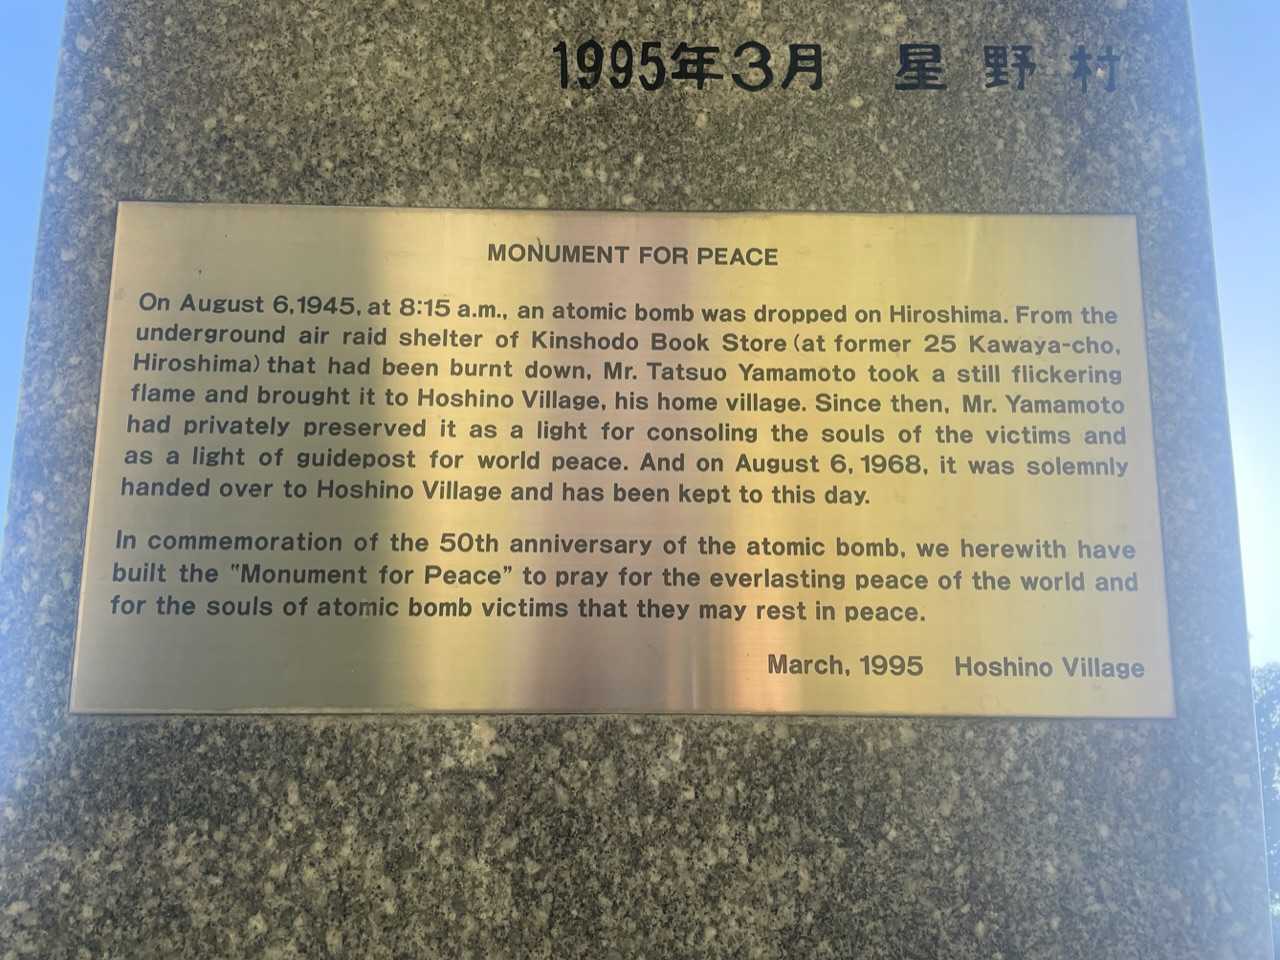 1995年3月 星野村
MONUMENT FOR PEACE
On August 6,1945, at 8:15 a.m., an atomic bomb was dropped on Hiroshima. From the
underground air raid shelter of Kinshodo Book Store (at former 25 Kawaya-cho,
Hiroshima) that had been burnt down, Mr. Tatsuo Yamamoto took a still flickering
flame and brought it to Hoshino Village, his home village. Since then, Mr. Yamamoto
had privately preserved it as a light for consoling the souls of the victims and
as a light of guidepost for world peace. And on August 6, 1968, it was solemnly
handed over to Hoshino Village and has been kept to this day.
In commemoration of the 50th anniversary of the atomic bomb, we herewith have
built the "Monument for Peace" to pray for the everlasting peace of the world and
for the souls of atomic bomb victims that they may rest in peace.
March, 1995 Hoshino Village